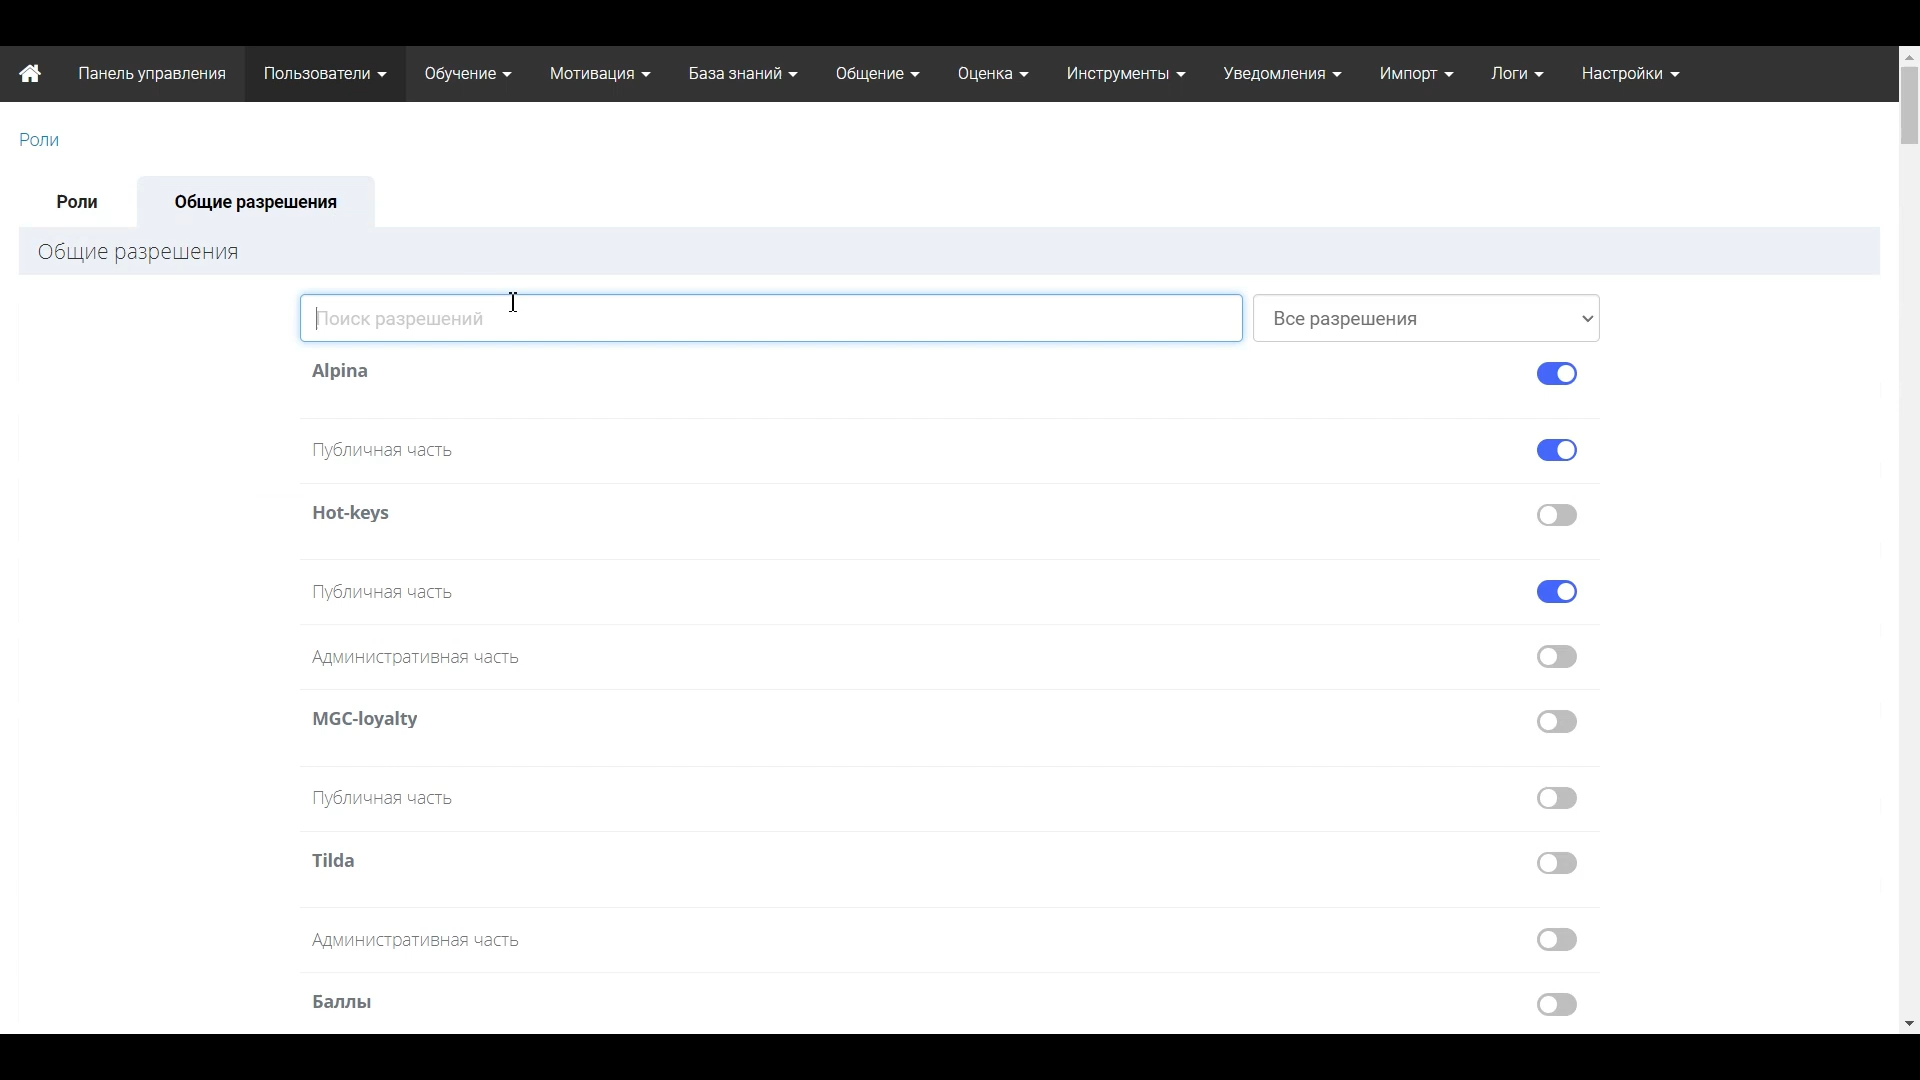 Панель управления Пользователи Обучение Мотивация База знаний Общение Оценка Инструменты Уведомления Импорт Логи Настройки
Роли
Роли Общие разрешения
Общие разрешения
Поиск разрешений Все разрешения
Alpina
Публичная часть
Hot-keys
Публичная часть
Административная часть
MGC-loyalty
Публичная часть
Tilda
Административная часть
Баллы